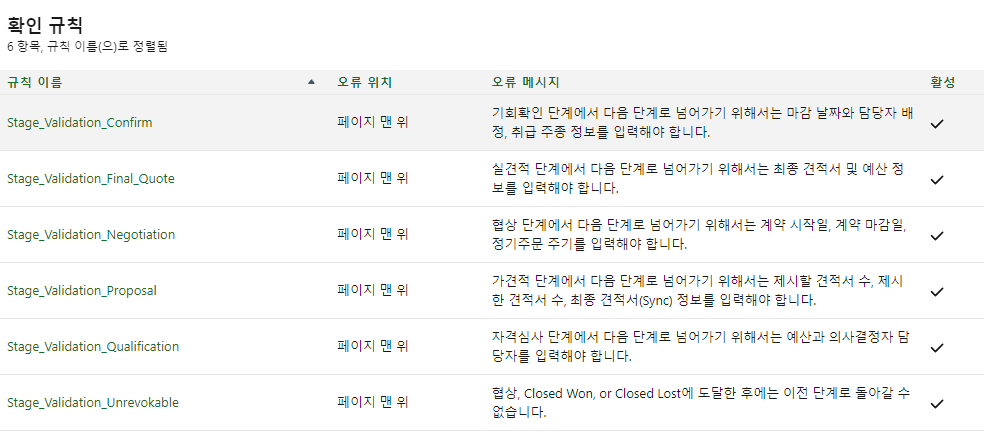 확인 규칙
6 항목, 규칙 이름(으)로 정렬됨
규칙 이름 오류 위치 오류 메시지 활성
Stage_Validation_Confirm 페이지 맨 위 기회확인 단계에서 다음 단계로 넘어가기 위해서는 마감 날짜와 담당자 배
정, 취급 주종 정보를 입력해야 합니다.
Stage_Validation_Final_Quote 페이지 맨 위 실견적 단계에서 다음 단계로 넘어가기 위해서는 최종 견적서 및 예산 정
보를 입력해야 합니다.
Stage_Validation_Negotiation 페이지 맨 위 협상 단계에서 다음 단계로 넘어가기 위해서는 계약 시작일, 계약 마감일,
정기주문 주기를 입력해야 합니다.
Stage_Validation_Proposal 페이지 맨 위 가견적 단계에서 다음 단계로 넘어가기 위해서는 제시할 견적서 수, 제시
한 견적서 수, 최종 견적서(Sync) 정보를 입력해야 합니다.
Stage_Validation_Qualification 페이지 맨 위 자격심사 단계에서 다음 단계로 넘어가기 위해서는 예산과 의사결정자 담
당자를 입력해야 합니다.
Stage_Validation_Unrevokable 페이지 맨 위 협상, Closed Won, or Closed Lost에 도달한 후에는 이전 단계로 돌아갈 수
없습니다.